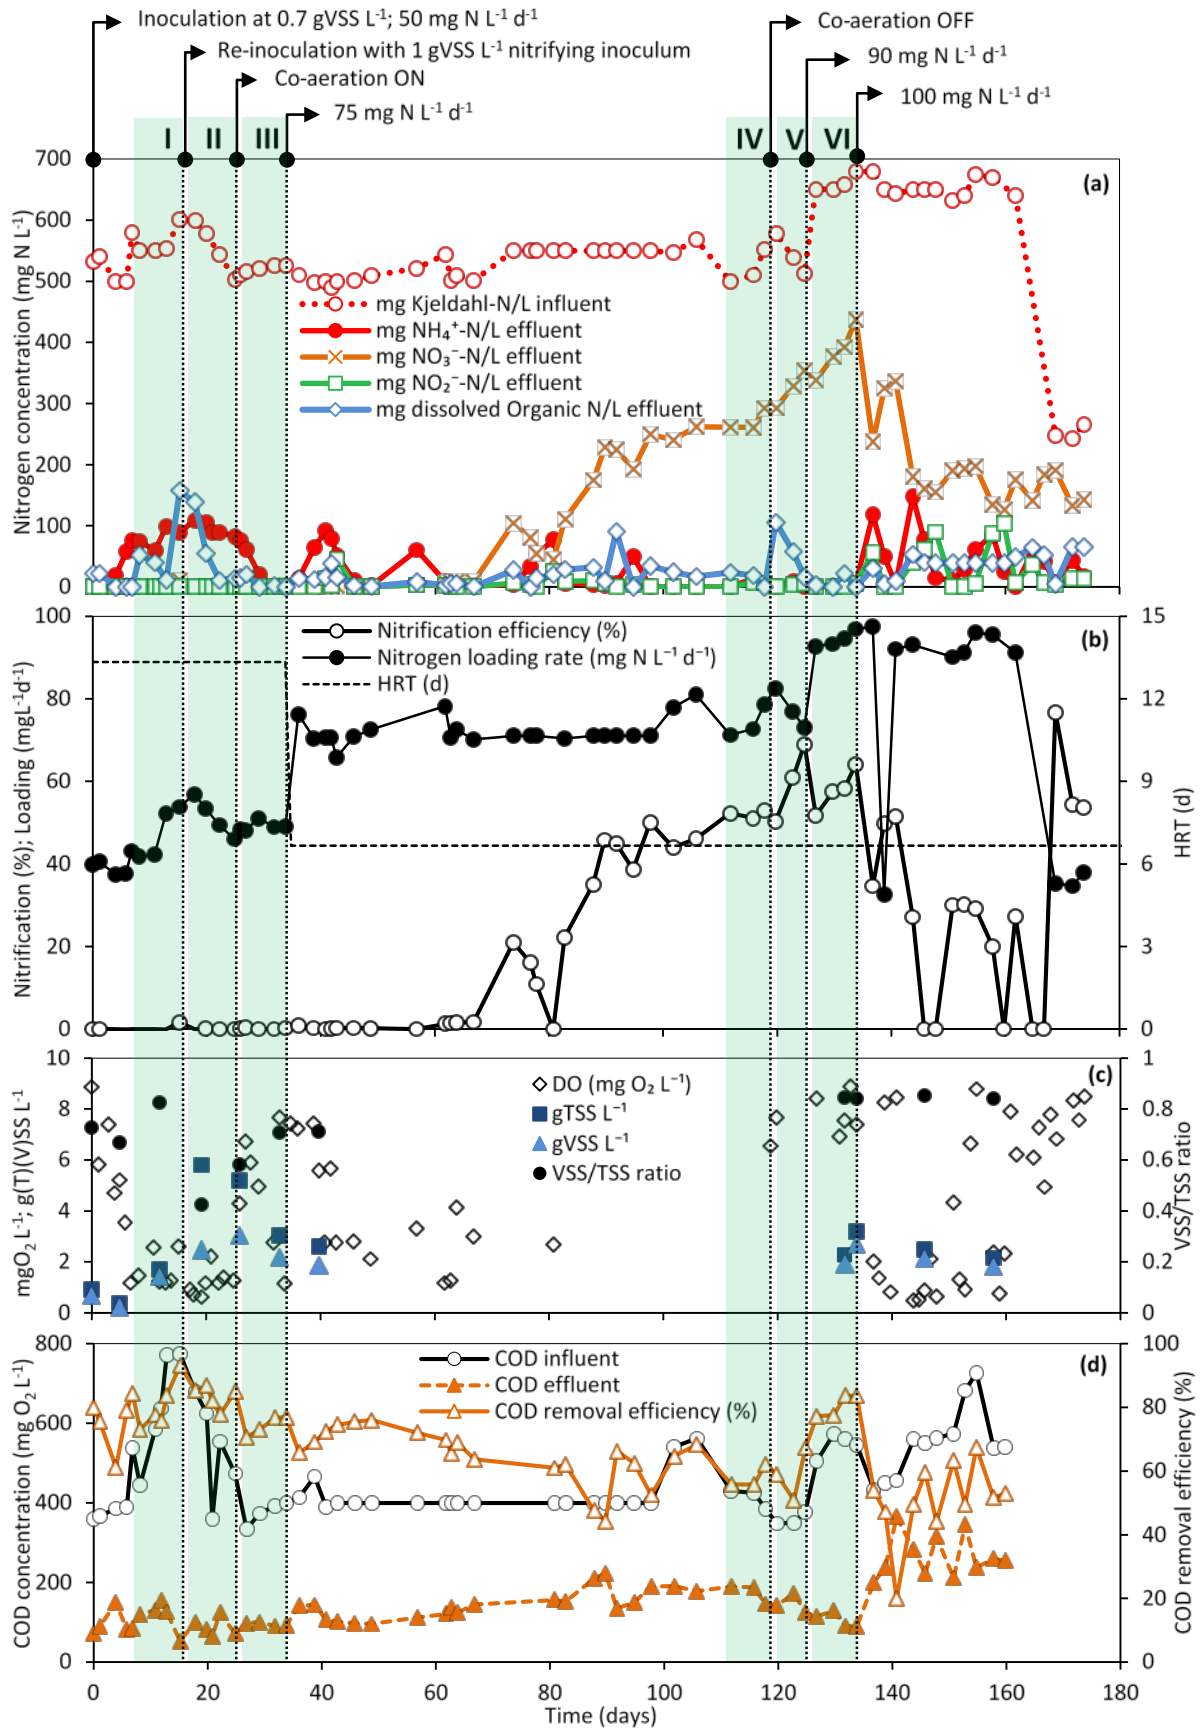 Inoculation at 0.7 gVSS L⁻¹; 50 mg N L⁻¹ d⁻¹
Co-aeration OFF
Re-inoculation with 1 gVSS L⁻¹ nitrifying inoculum
90 mg N L⁻¹ d⁻¹
Co-aeration ON
100 mg N L⁻¹ d⁻¹
75 mg N L⁻¹ d⁻¹
I II III IV V VI
(a)
Nitrogen concentration (mg N L⁻¹)
700
600
500
400
300
200
100
0
mg Kjeldahl-N/L influent
mg NH₄⁺-N/L effluent
mg NO₃⁻-N/L effluent
mg NO₂⁻-N/L effluent
mg dissolved Organic N/L effluent
(b)
Nitrification (%); Loading (mgL⁻¹d⁻¹)
100
80
60
40
20
0
Nitrification efficiency (%)
Nitrogen loading rate (mg N L⁻¹ d⁻¹)
HRT (d)
15
12
9
6
3
0
HRT (d)
(c)
mgO₂ L⁻¹; g(T)(V)SS L⁻¹
10
8
6
4
2
0
DO (mg O₂ L⁻¹)
gTSS L⁻¹
gVSS L⁻¹
VSS/TSS ratio
1
0.8
0.6
0.4
0.2
0
VSS/TSS ratio
(d)
COD concentration (mg O₂ L⁻¹)
800
600
400
200
0
COD influent
COD effluent
COD removal efficiency (%)
100
80
60
40
20
0
COD removal efficiency (%)
0 20 40 60 80 100 120 140 160 180
Time (days)